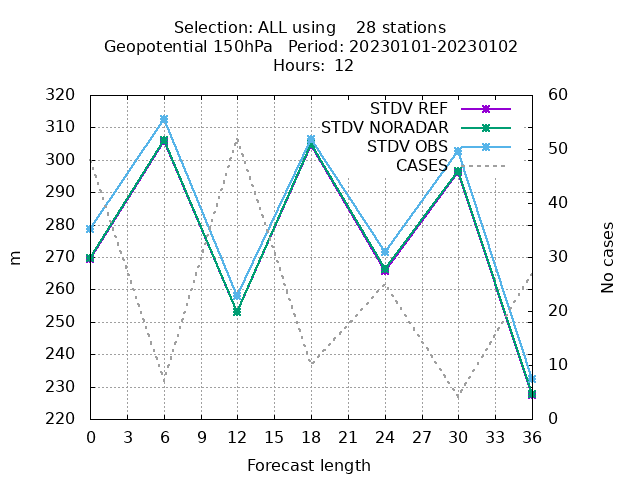 Selection: ALL using    28 stations
Geopotential 150hPa   Period: 20230101-20230102
Hours:  12
320
310
300
290
280
270
260
250
240
230
220
m
60
50
40
30
20
10
0
No cases
STDV REF
STDV NORADAR
STDV OBS
CASES
0 3 6 9 12 15 18 21 24 27 30 33 36
Forecast length